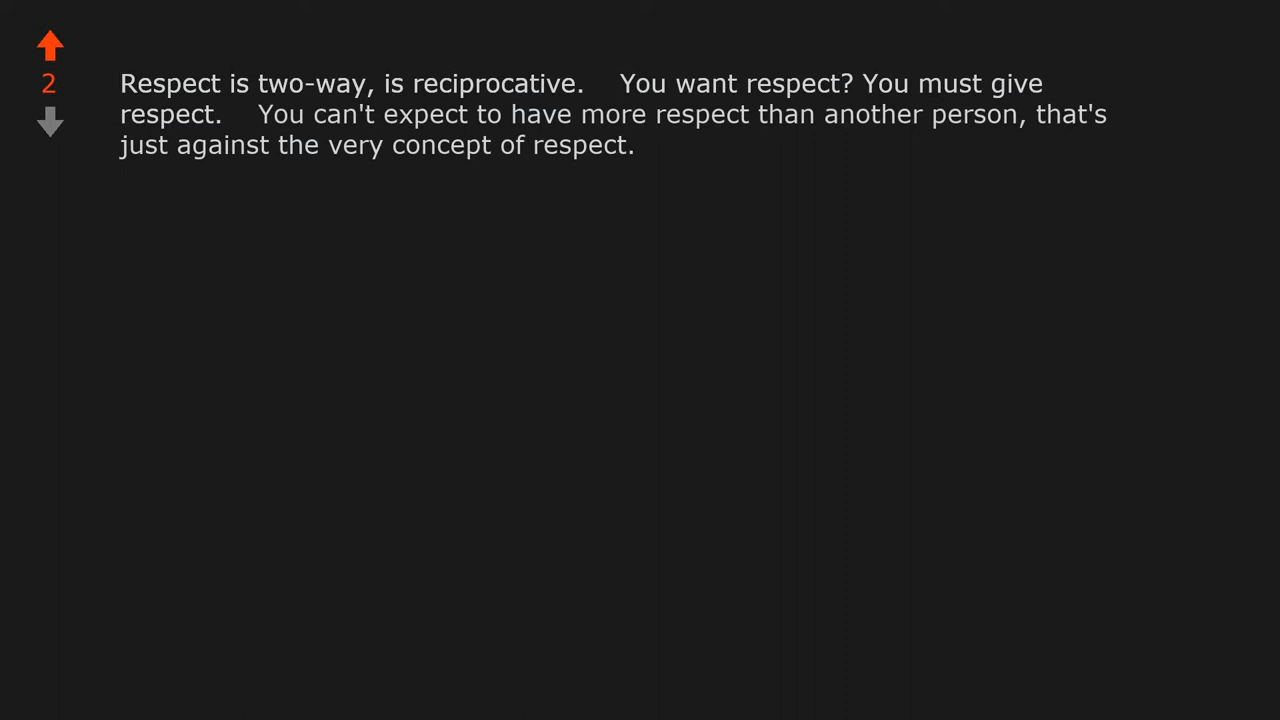 2
Respect is two-way, is reciprocative. You want respect? You must give
respect. You can't expect to have more respect than another person, that's
just against the very concept of respect.